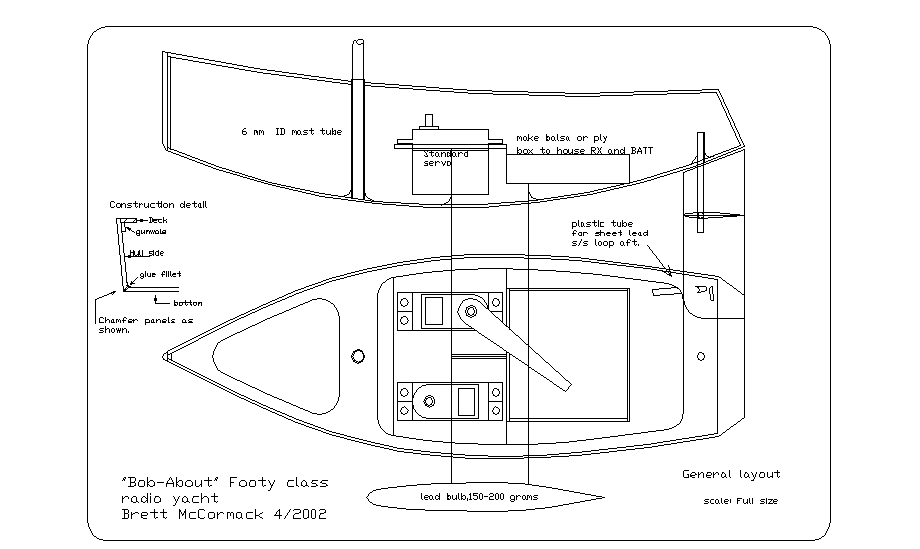 6 mm ID mast tube
Standard
servo
make balsa or ply
box to house RX and BATT
Construction detail
Deck
gunwale
Hull side
glue fillet
bottom
Chamfer panels as
shown.
plastic tube
for sheet lead
s/s loop aft.
lead bulb,150-200 grams
"Bob-About" Footy class
radio yacht
Brett McCormack 4/2002
General layout
scale: Full size